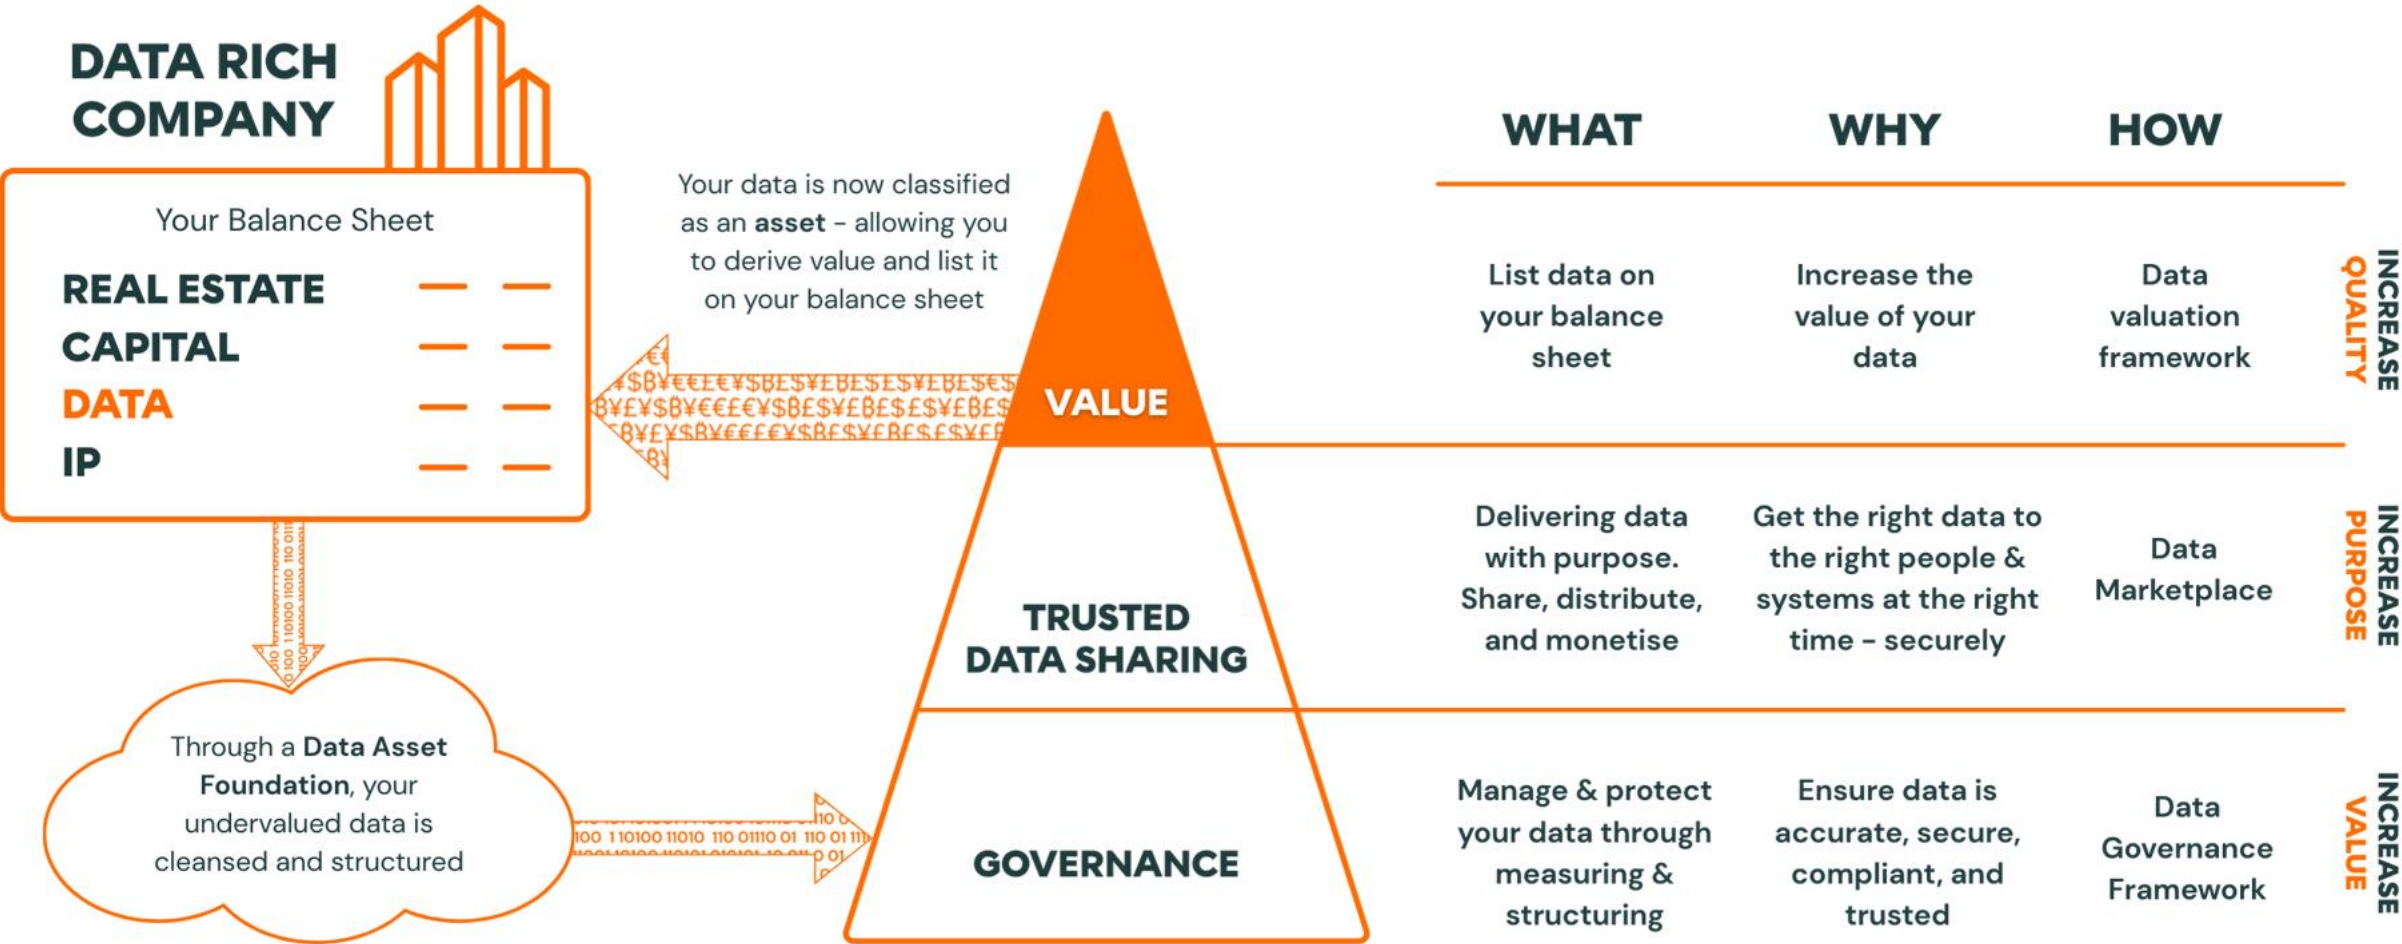 DATA RICH
COMPANY
Your Balance Sheet
REAL ESTATE
CAPITAL
DATA
IP
Your data is now classified
as an asset – allowing you
to derive value and list it
on your balance sheet
Through a Data Asset
Foundation, your
undervalued data is
cleansed and structured
VALUE
TRUSTED
DATA SHARING
GOVERNANCE
WHAT WHY HOW
List data on
your balance
sheet
Increase the
value of your
data
Data
valuation
framework
INCREASE
QUALITY
Delivering data
with purpose.
Share, distribute,
and monetise
Get the right data to
the right people &
systems at the right
time – securely
Data
Marketplace
INCREASE
PURPOSE
Manage & protect
your data through
measuring &
structuring
Ensure data is
accurate, secure,
compliant, and
trusted
Data
Governance
Framework
INCREASE
VALUE